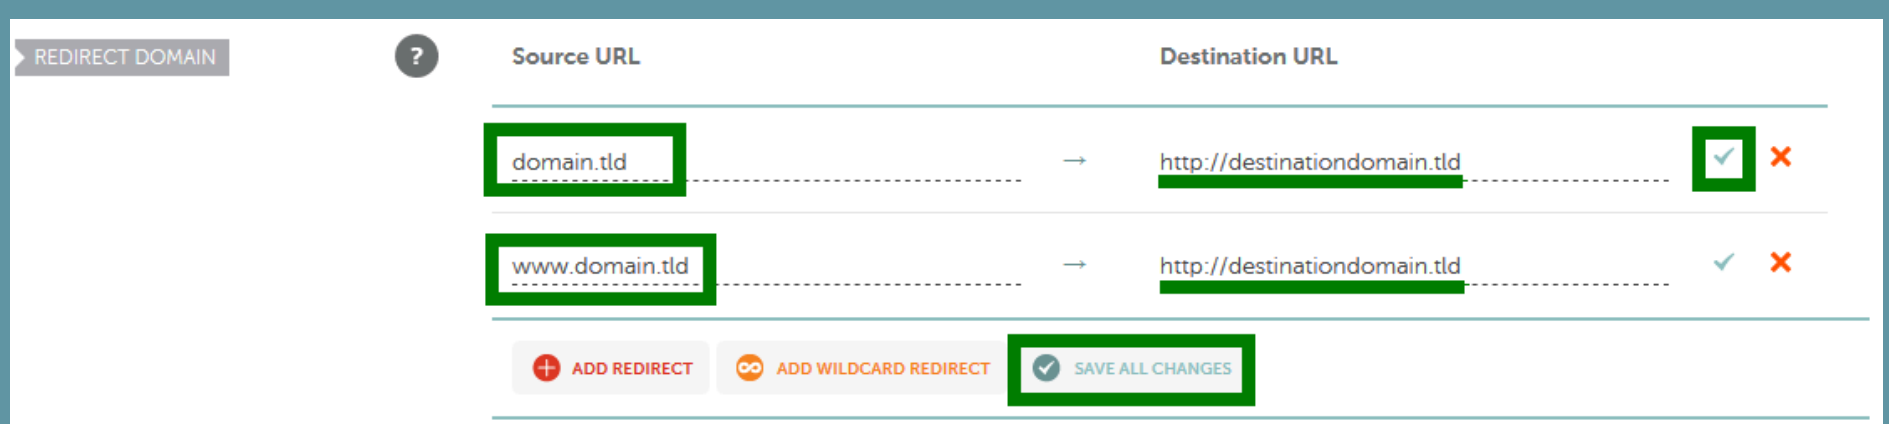 REDIRECT DOMAIN
?
Source URL
Destination URL
domain.tld → http://destinationdomain.tld
www.domain.tld → http://destinationdomain.tld
ADD REDIRECT
ADD WILDCARD REDIRECT
SAVE ALL CHANGES